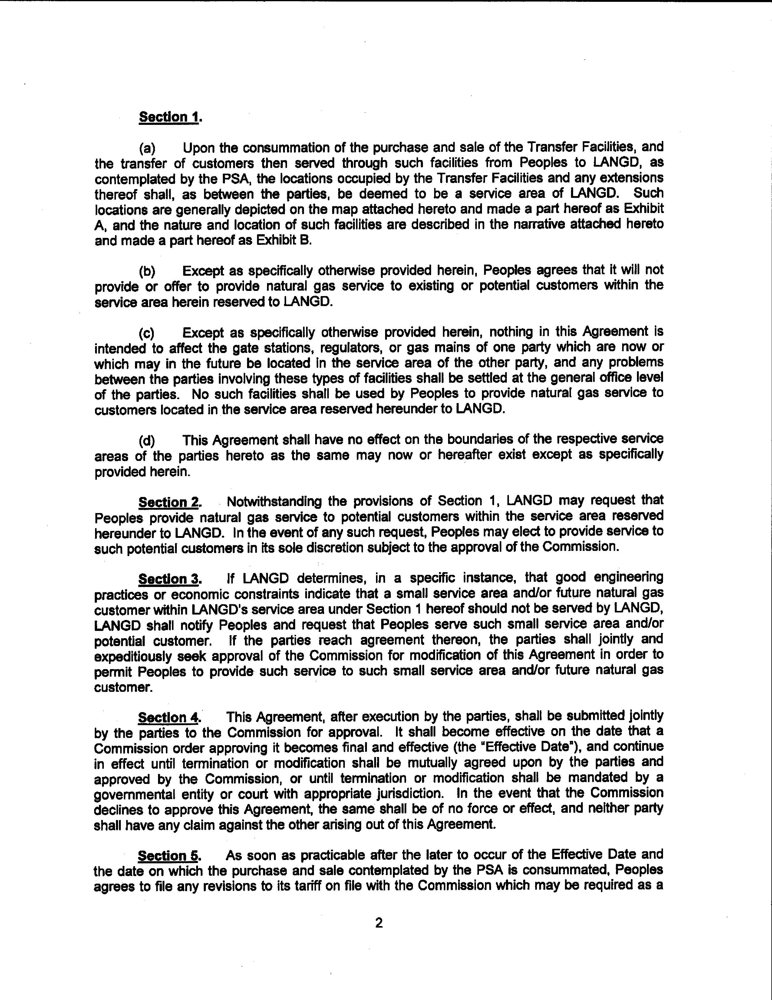 Section 1.
(a) Upon the consummation of the purchase and sale of the Transfer Facilities, and
the transfer of customers then served through such facilities from Peoples to LANGD, as
contemplated by the PSA, the locations occupied by the Transfer Facilities and any extensions
thereof shall, as between the parties, be deemed to be a service area of LANGD. Such
locations are generally depicted on the map attached hereto and made a part hereof as Exhibit
A, and the nature and location of such facilities are described in the narrative attached hereto
and made a part hereof as Exhibit B.
(b) Except as specifically otherwise provided herein, Peoples agrees that it will not
provide or offer to provide natural gas service to existing or potential customers within the
service area herein reserved to LANGD.
(c) Except as specifically otherwise provided herein, nothing in this Agreement is
intended to affect the gate stations, regulators, or gas mains of one party which are now or
which may in the future be located in the service area of the other party, and any problems
between the parties involving these types of facilities shall be settled at the general office level
of the parties. No such facilities shall be used by Peoples to provide natural gas service to
customers located in the service area reserved hereunder to LANGD.
(d) This Agreement shall have no effect on the boundaries of the respective service
areas of the parties hereto as the same may now or hereafter exist except as specifically
provided herein.
Section 2. Notwithstanding the provisions of Section 1, LANGD may request that
Peoples provide natural gas service to potential customers within the service area reserved
hereunder to LANGD. In the event of any such request, Peoples may elect to provide service to
such potential customers in its sole discretion subject to the approval of the Commission.
Section 3. If LANGD determines, in a specific instance, that good engineering
practices or economic constraints indicate that a small service area and/or future natural gas
customer within LANGD's service area under Section 1 hereof should not be served by LANGD,
LANGD shall notify Peoples and request that Peoples serve such small service area and/or
potential customer. If the parties reach agreement thereon, the parties shall jointly and
expeditiously seek approval of the Commission for modification of this Agreement in order to
permit Peoples to provide such service to such small service area and/or future natural gas
customer.
Section 4. This Agreement, after execution by the parties, shall be submitted jointly
by the parties to the Commission for approval. It shall become effective on the date that a
Commission order approving it becomes final and effective (the "Effective Date"), and continue
in effect until termination or modification shall be mutually agreed upon by the parties and
approved by the Commission, or until termination or modification shall be mandated by a
governmental entity or court with appropriate jurisdiction. In the event that the Commission
declines to approve this Agreement, the same shall be of no force or effect, and neither party
shall have any claim against the other arising out of this Agreement.
Section 5. As soon as practicable after the later to occur of the Effective Date and
the date on which the purchase and sale contemplated by the PSA is consummated, Peoples
agrees to file any revisions to its tariff on file with the Commission which may be required as a
2